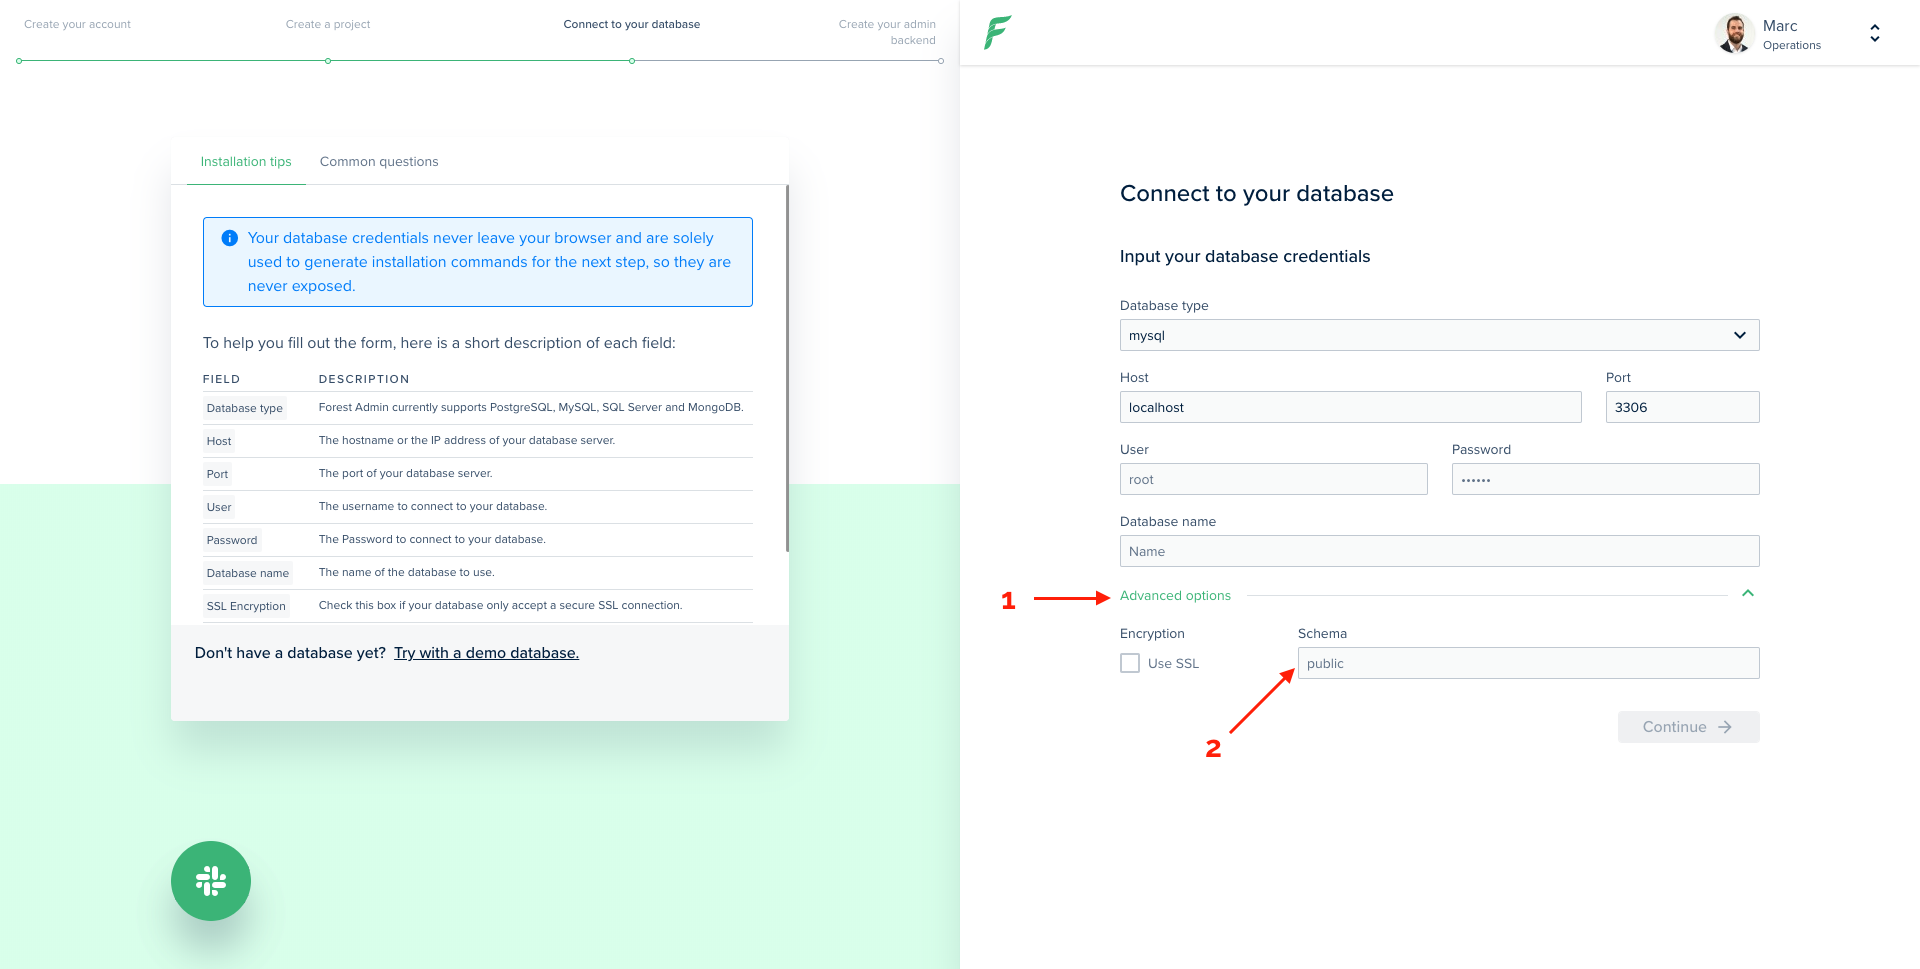 Create your account
Create a project
Connect to your database
Create your admin
backend
Installation tips
Common questions
Your database credentials never leave your browser and are solely
used to generate installation commands for the next step, so they are
never exposed.
To help you fill out the form, here is a short description of each field:
FIELD DESCRIPTION
Database type Forest Admin currently supports PostgreSQL, MySQL, SQL Server and MongoDB.
Host The hostname or the IP address of your database server.
Port The port of your database server.
User The username to connect to your database.
Password The Password to connect to your database.
Database name The name of the database to use.
SSL Encryption Check this box if your database only accept a secure SSL connection.
Don't have a database yet? Try with a demo database.
Marc
Operations
Connect to your database
Input your database credentials
Database type
mysql
Host Port
localhost 3306
User Password
root ••••••
Database name
Name
1 Advanced options
Encryption Schema
Use SSL public
2
Continue